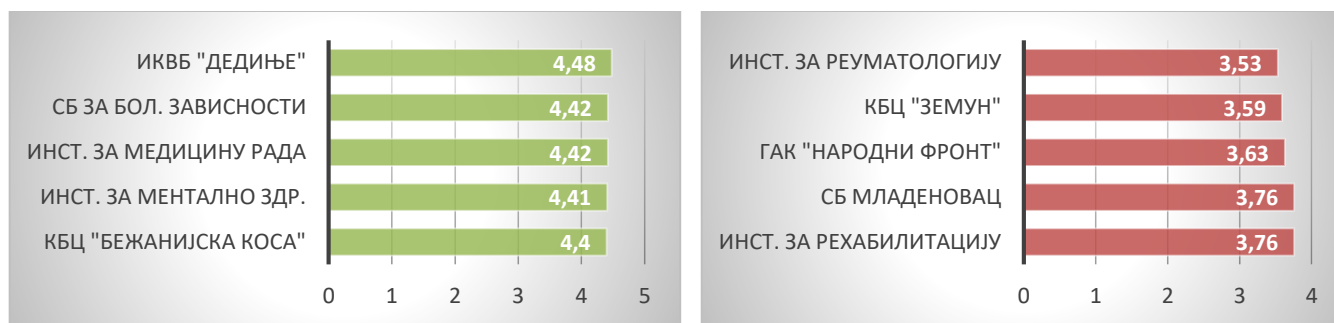 ИКВБ "ДЕДИЊЕ"
4,48
СБ ЗА БОЛ. ЗАВИСНОСТИ
4,42
ИНСТ. ЗА МЕДИЦИНУ РАДА
4,42
ИНСТ. ЗА МЕНТАЛНО ЗДР.
4,41
КБЦ "БЕЖАНИЈСКА КОСА"
4,4
0 1 2 3 4 5
ИНСТ. ЗА РЕУМАТОЛОГИЈУ
3,53
КБЦ "ЗЕМУН"
3,59
ГАК "НАРОДНИ ФРОНТ"
3,63
СБ МЛАДЕНОВАЦ
3,76
ИНСТ. ЗА РЕХАБИЛИТАЦИЈУ
3,76
0 1 2 3 4